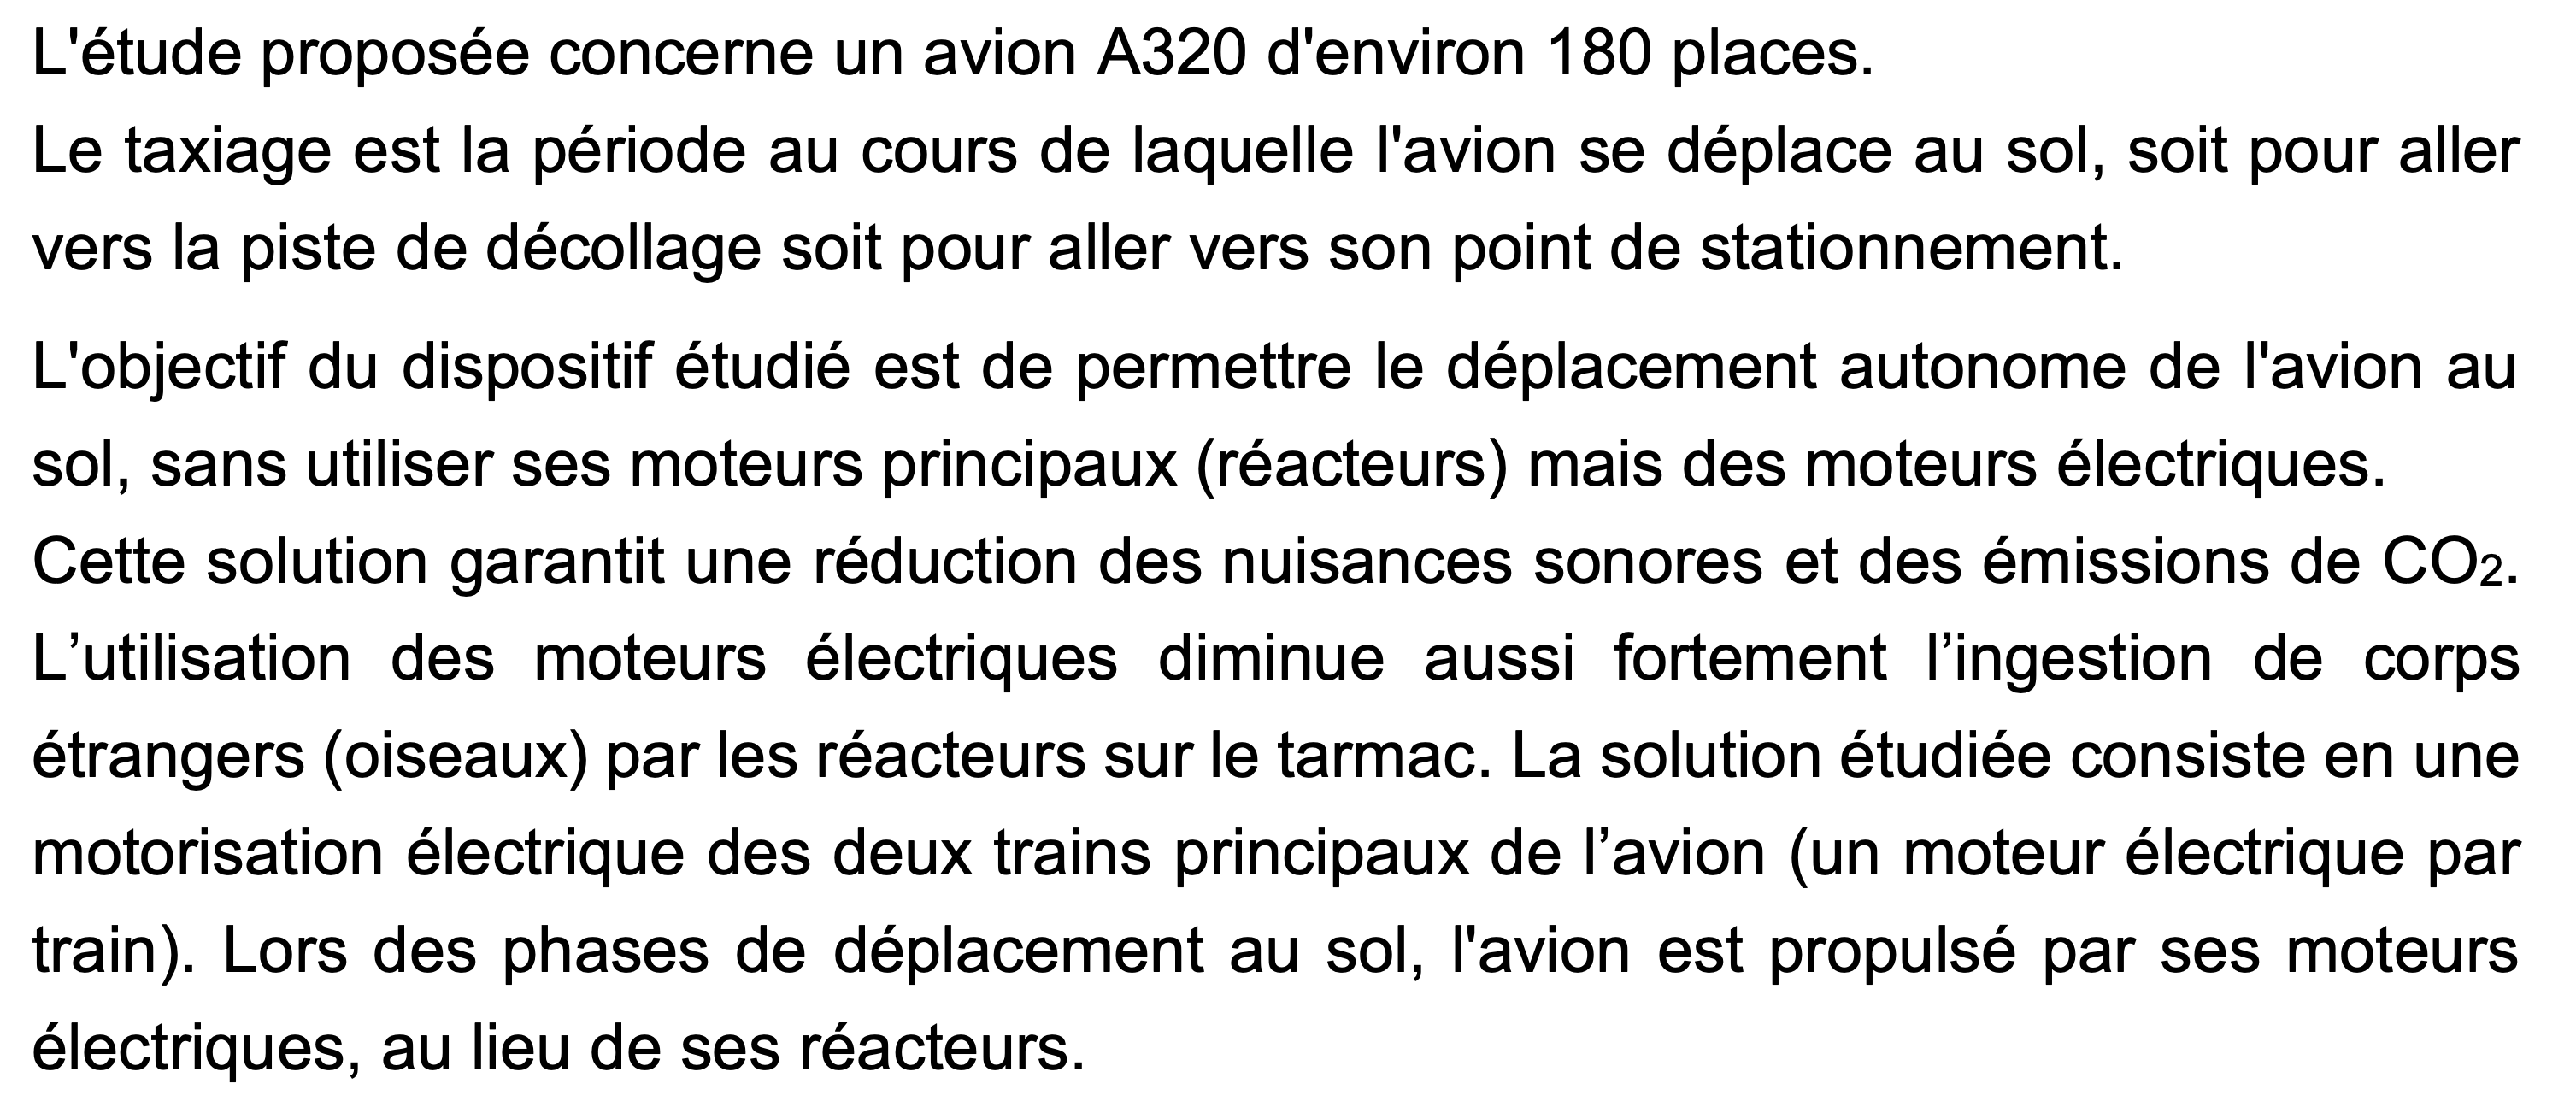 L'étude proposée concerne un avion A320 d'environ 180 places.
Le taxiage est la période au cours de laquelle l'avion se déplace au sol, soit pour aller
vers la piste de décollage soit pour aller vers son point de stationnement.
L'objectif du dispositif étudié est de permettre le déplacement autonome de l'avion au
sol, sans utiliser ses moteurs principaux (réacteurs) mais des moteurs électriques.
Cette solution garantit une réduction des nuisances sonores et des émissions de CO₂.
L’utilisation des moteurs électriques diminue aussi fortement l’ingestion de corps
étrangers (oiseaux) par les réacteurs sur le tarmac. La solution étudiée consiste en une
motorisation électrique des deux trains principaux de l’avion (un moteur électrique par
train). Lors des phases de déplacement au sol, l'avion est propulsé par ses moteurs
électriques, au lieu de ses réacteurs.